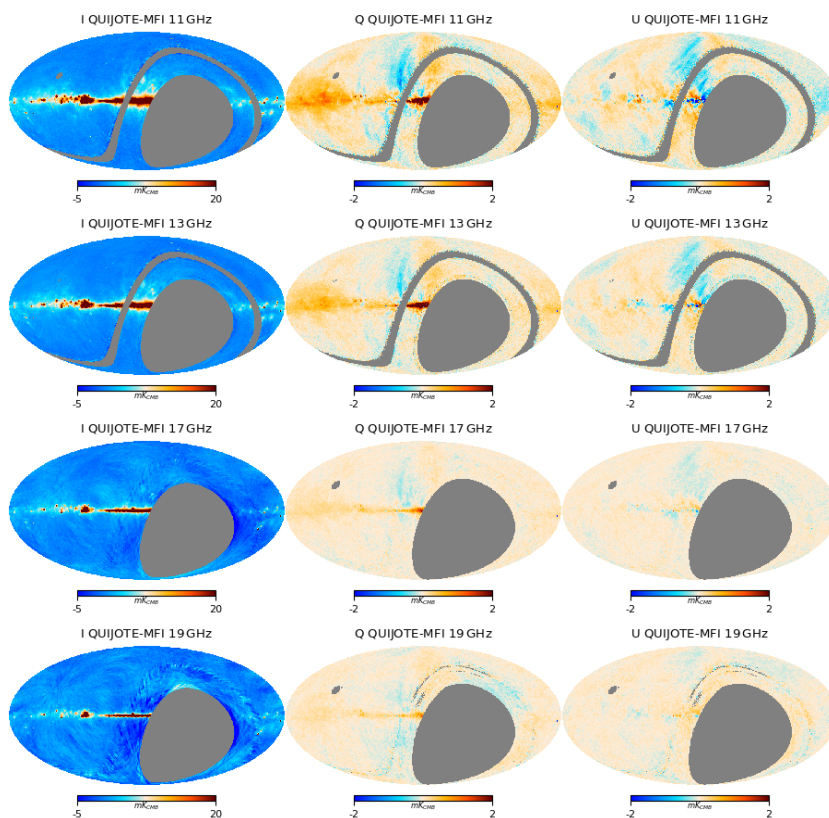 I QUIJOTE-MFI 11 GHz
Q QUIJOTE-MFI 11 GHz
U QUIJOTE-MFI 11 GHz
-5 mK_CMB 20
-2 mK_CMB 2
-2 mK_CMB 2
I QUIJOTE-MFI 13 GHz
Q QUIJOTE-MFI 13 GHz
U QUIJOTE-MFI 13 GHz
-5 mK_CMB 20
-2 mK_CMB 2
-2 mK_CMB 2
I QUIJOTE-MFI 17 GHz
Q QUIJOTE-MFI 17 GHz
U QUIJOTE-MFI 17 GHz
-5 mK_CMB 20
-2 mK_CMB 2
-2 mK_CMB 2
I QUIJOTE-MFI 19 GHz
Q QUIJOTE-MFI 19 GHz
U QUIJOTE-MFI 19 GHz
-5 mK_CMB 20
-2 mK_CMB 2
-2 mK_CMB 2